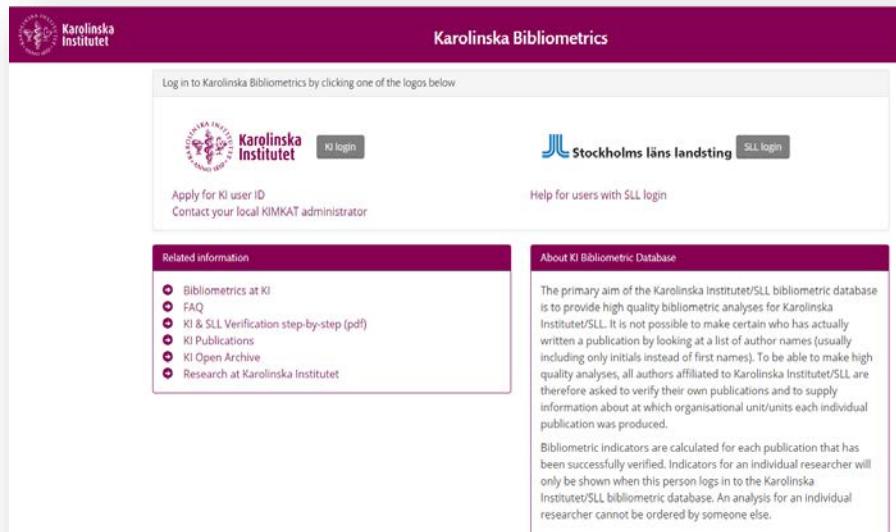 Karolinska
Institutet
Karolinska Bibliometrics
Log in to Karolinska Bibliometrics by clicking one of the logos below
Karolinska
Institutet
KI login
Stockholms läns landsting
SLL login
Apply for KI user ID
Contact your local KIMKAT administrator
Help for users with SLL login
Related information
Bibliometrics at KI
FAQ
KI & SLL Verification step-by-step (pdf)
KI Publications
KI Open Archive
Research at Karolinska Institutet
About KI Bibliometric Database
The primary aim of the Karolinska Institutet/SLL bibliometric database
is to provide high quality bibliometric analyses for Karolinska
Institutet/SLL. It is not possible to make certain who has actually
written a publication by looking at a list of author names (usually
including only initials instead of first names). To be able to make high
quality analyses, all authors affiliated to Karolinska Institutet/SLL are
therefore asked to verify their own publications and to supply
information about at which organisational unit/units each individual
publication was produced.
Bibliometric indicators are calculated for each publication that has
been successfully verified. Indicators for an individual researcher will
only be shown when this person logs in to the Karolinska
Institutet/SLL bibliometric database. An analysis for an individual
researcher cannot be ordered by someone else.